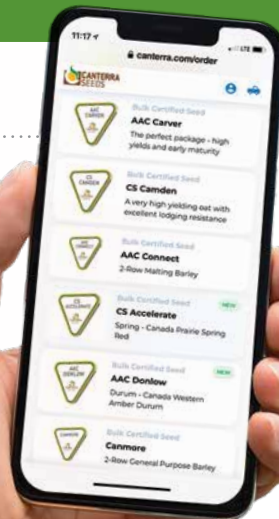 11:17
LTE
canterra.com/order
CANTERRA
SEEDS
AAC
CARVER
Bulk Certified Seed
AAC Carver
The perfect package - high
yields and early maturity
CS
CAMDEN
Bulk Certified Seed
CS Camden
A very high yielding oat with
excellent lodging resistance
AAC
CONNECT
Bulk Certified Seed
AAC Connect
2-Row Malting Barley
CS
ACCELERATE
Bulk Certified Seed
NEW
CS Accelerate
Spring - Canada Prairie Spring
Red
AAC
DONLOW
Bulk Certified Seed
NEW
AAC Donlow
Durum - Canada Western
Amber Durum
CANMORE
Bulk Certified Seed
Canmore
2-Row General Purpose Barley